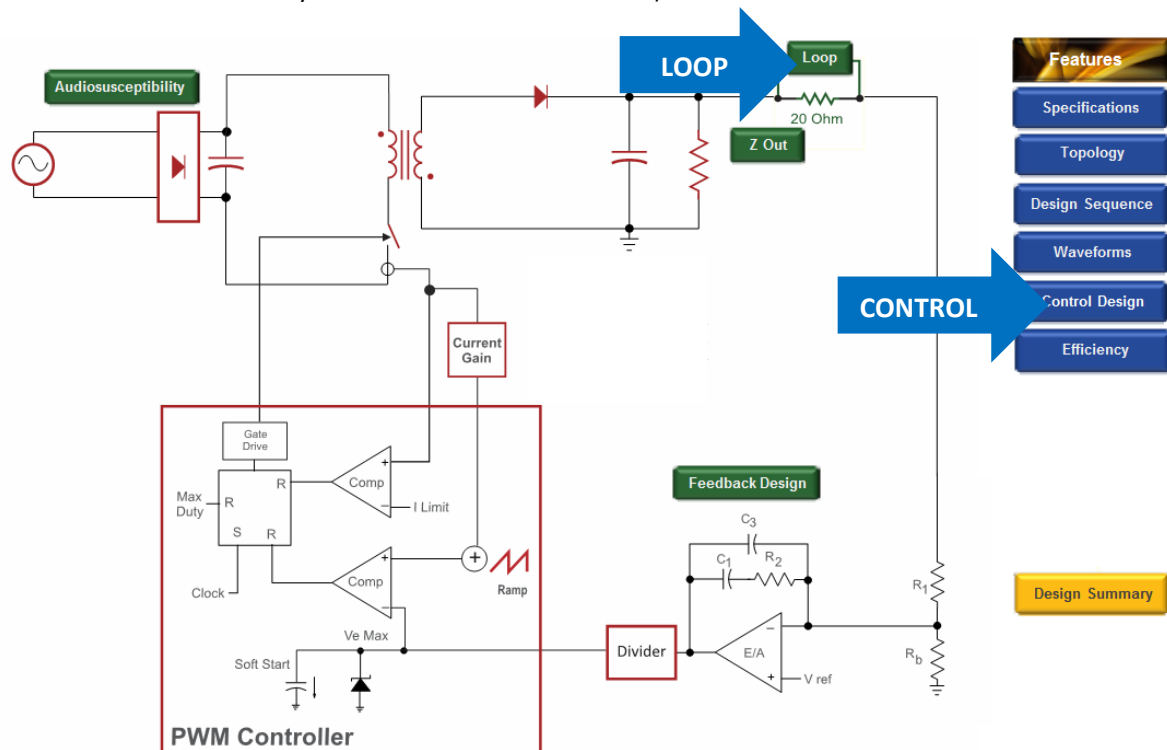 LOOP
Loop
Features
Audiosusceptibility
Specifications
20 Ohm
Z Out
Topology
Design Sequence
Waveforms
CONTROL
Control Design
Current
Gain
Efficiency
Gate
Drive
Max
Duty
R
R
S
R
Clock
+
Comp
–
I Limit
+
Comp
–
+
Ramp
Feedback Design
C3
C1
R2
R1
Design Summary
Ve Max
Soft Start
Divider
–
E/A
+
V ref
Rb
PWM Controller